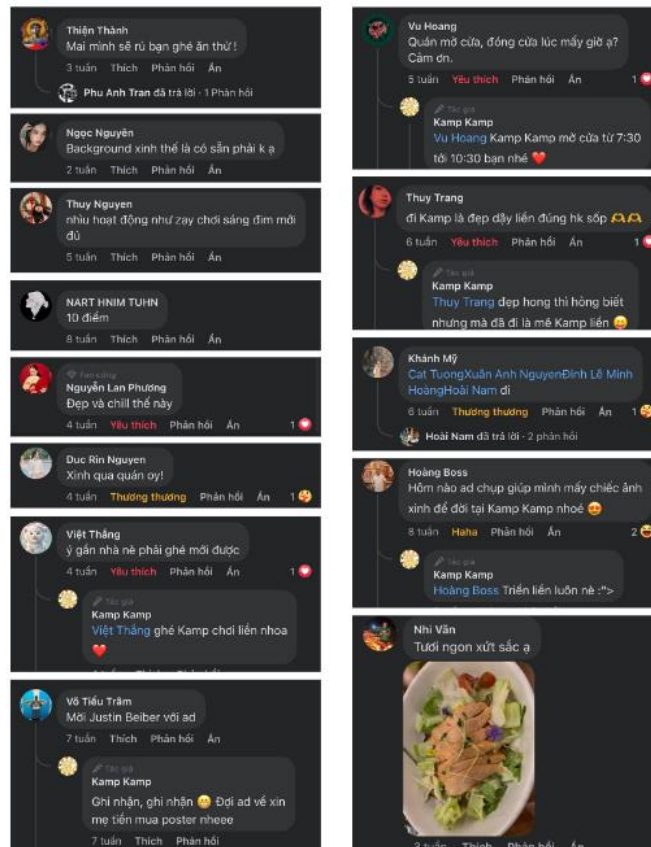 Thiện Thành
Mai mình sẽ rủ bạn ghé ăn thử !
3 tuần Thích Phản hồi Ẩn
Phu Anh Tran đã trả lời · 1 Phản hồi
Ngọc Nguyên
Background xinh thế là có sẵn phải k ạ
2 tuần Thích Phản hồi Ẩn
Thuy Nguyen
nhìu hoạt động như zạy chơi sáng đim mới
đủ
5 tuần Thích Phản hồi Ẩn
NART HNIM TUHN
10 điểm
8 tuần Thích Phản hồi Ẩn
Fan cứng
Nguyễn Lan Phương
Đẹp và chill thế này
4 tuần Yêu thích Phản hồi Ẩn 1
Duc Rin Nguyen
Xinh qua quán ơy!
4 tuần Thương thương Phản hồi Ẩn 1
Việt Thắng
ý gần nhà nè phải ghé mới được
4 tuần Yêu thích Phản hồi Ẩn 1
Tác giả
Kamp Kamp
Việt Thắng ghé Kamp chơi liền nhoa
Võ Tiểu Trâm
Mời Justin Beiber với ad
7 tuần Thích Phản hồi Ẩn
Tác giả
Kamp Kamp
Ghi nhận, ghi nhận Đợi ad về xin
mẹ tiền mua poster nheee
7 tuần Thích Phản hồi
Vu Hoang
Quán mở cửa, đóng cửa lúc mấy giờ ạ?
Cảm ơn.
5 tuần Yêu thích Phản hồi Ẩn 1
Tác giả
Kamp Kamp
Vu Hoang Kamp Kamp mở cửa từ 7:30
tới 10:30 bạn nhé
Thuy Trang
đi Kamp là đẹp dậy liền đúng hk sốp
6 tuần Yêu thích Phản hồi Ẩn 1
Tác giả
Kamp Kamp
Thuy Trang đẹp hong thì hỏng biết
nhưng mà đã đi là mê Kamp liền
Khánh Mỹ
Cat TuongXuân Anh NguyenĐinh Lê Minh
HoàngHoài Nam đi
6 tuần Thương thương Phản hồi Ẩn 1
Hoài Nam đã trả lời · 2 phản hồi
Hoàng Boss
Hôm nào ad chụp giúp mình mấy chiếc ảnh
xinh để đời tại Kamp Kamp nhoé
8 tuần Haha Phản hồi Ẩn 2
Tác giả
Kamp Kamp
Hoàng Boss Triển liền luôn nè :">
Nhi Văn
Tươi ngon xứt sắc ạ
3 tuần Thích Phản hồi Ẩn